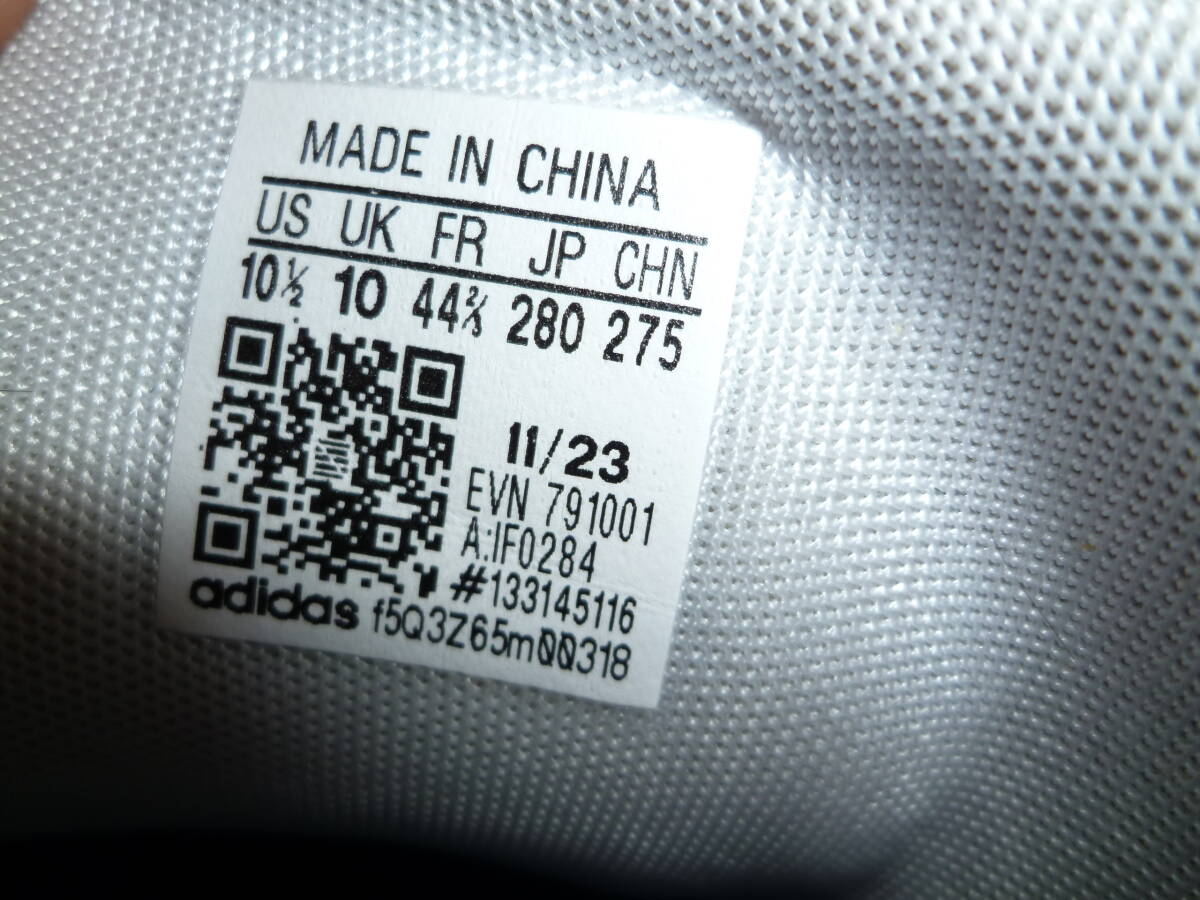 MADE IN CHINA
US UK FR JP CHN
10½ 10 44⅔ 280 275
11/23
EVN 791001
A:IF0284
#133145116
adidas f5Q3Z65m00318